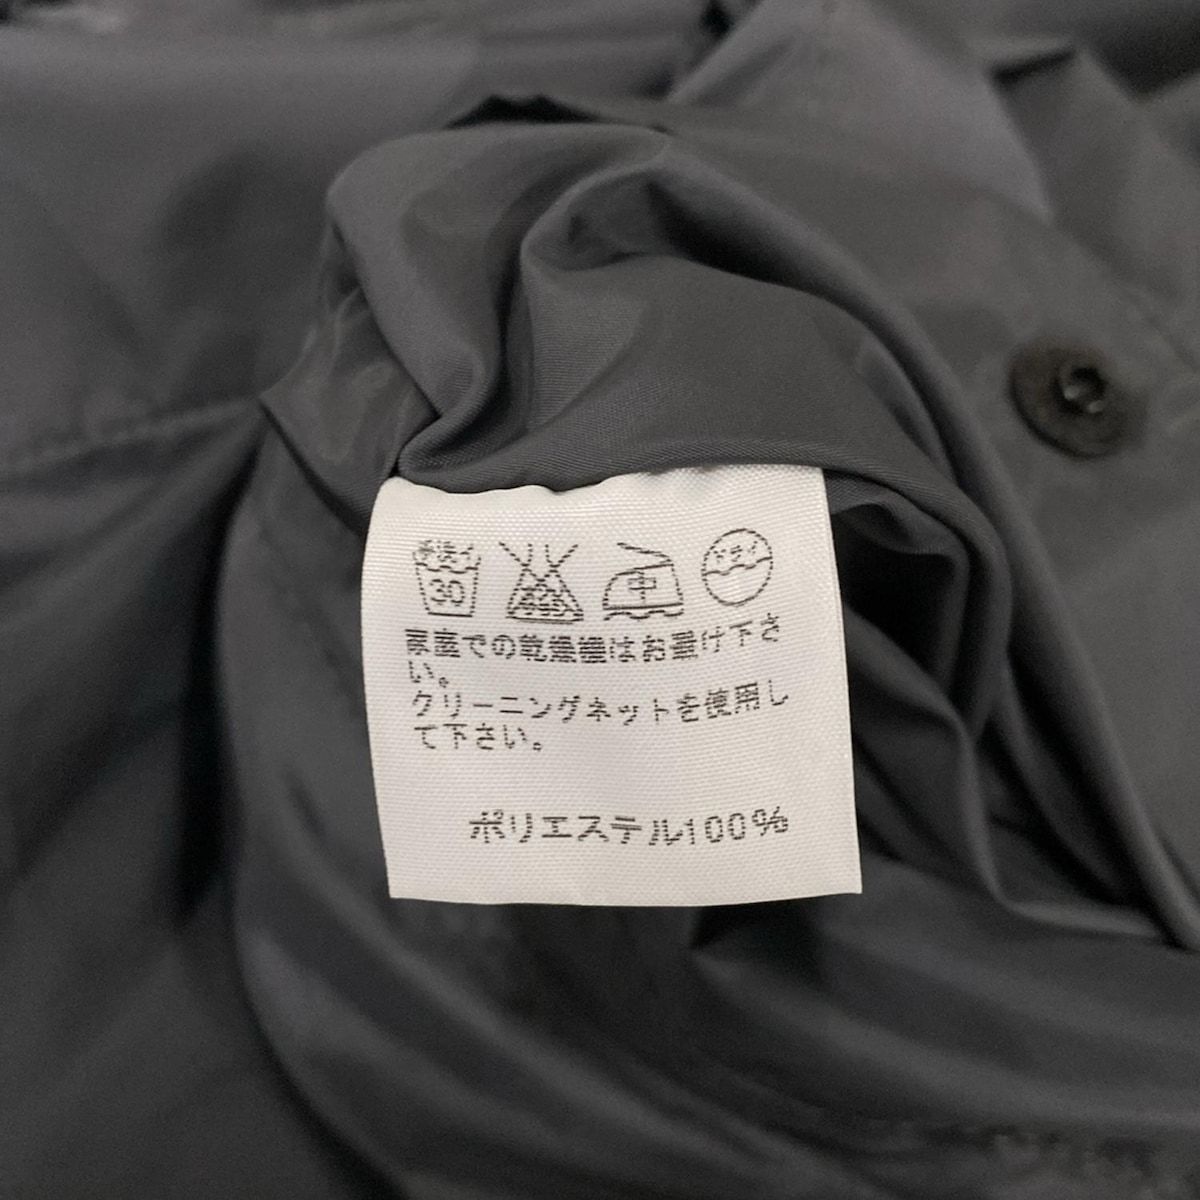 手洗イ 30 中 ドライ
家庭での乾燥機はお避け下さ
い。
クリーニングネットを使用し
て下さい。
ポリエステル100%